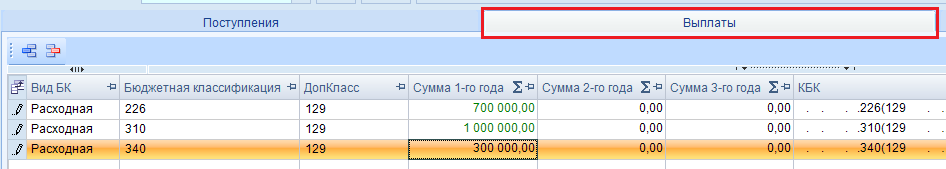 Поступления Выплаты
Вид БК Бюджетная классификация ДопКласс Сумма 1-го года Σ Сумма 2-го года Σ Сумма 3-го года Σ КБК
Расходная 226 129 700 000,00 0,00 0,00 . . .226(129
Расходная 310 129 1 000 000,00 0,00 0,00 . . .310(129
Расходная 340 129 300 000,00 0,00 0,00 . . .340(129